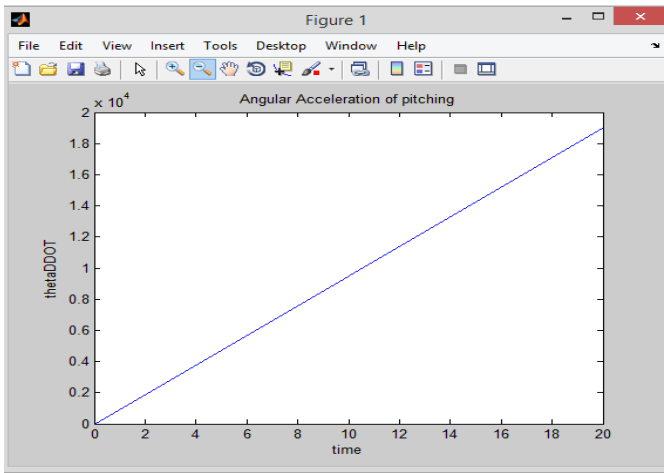 Figure 1
File Edit View Insert Tools Desktop Window Help
x 10^4
Angular Acceleration of pitching
2
1.8
1.6
1.4
1.2
1
0.8
0.6
0.4
0.2
0
thetaDDOT
0 2 4 6 8 10 12 14 16 18 20
time